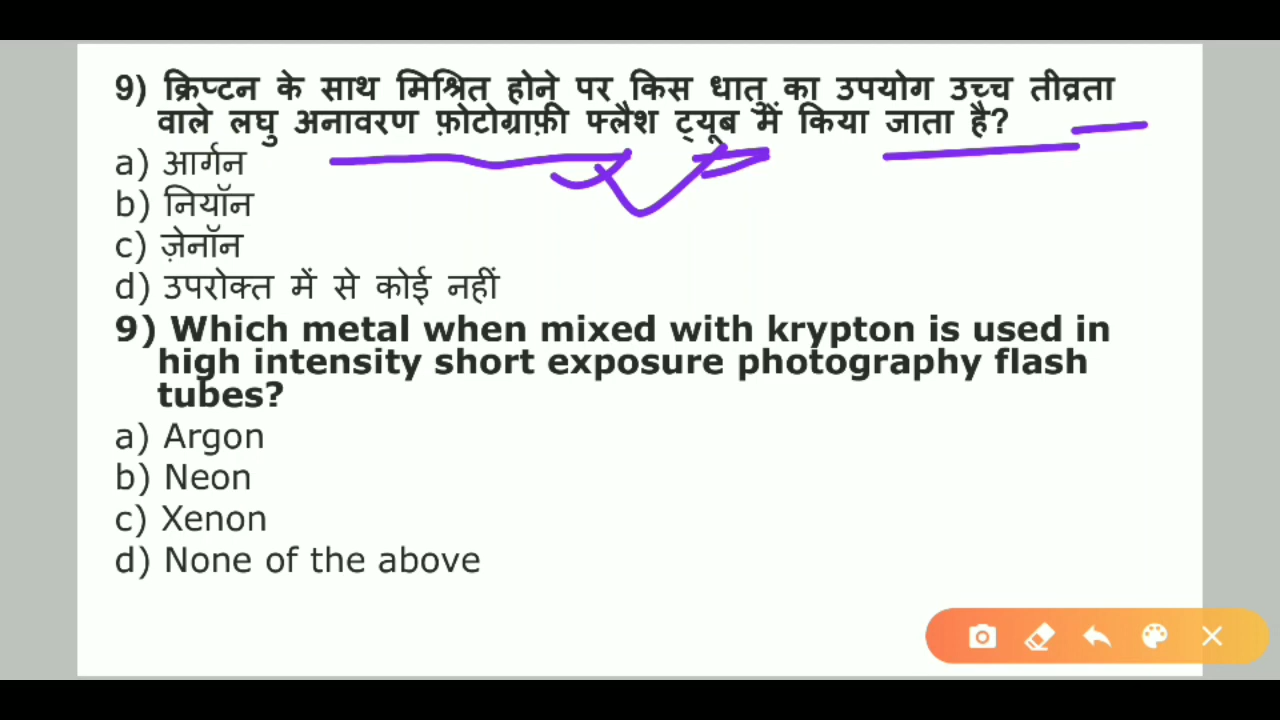 9) क्रिप्टन के साथ मिश्रित होने पर किस धातु का उपयोग उच्च तीव्रता
वाले लघु अनावरण फ़ोटोग्राफ़ी फ्लैश ट्यूब में किया जाता है?
a) आर्गन
b) नियॉन
c) ज़ेनॉन
d) उपरोक्त में से कोई नहीं
9) Which metal when mixed with krypton is used in
high intensity short exposure photography flash
tubes?
a) Argon
b) Neon
c) Xenon
d) None of the above